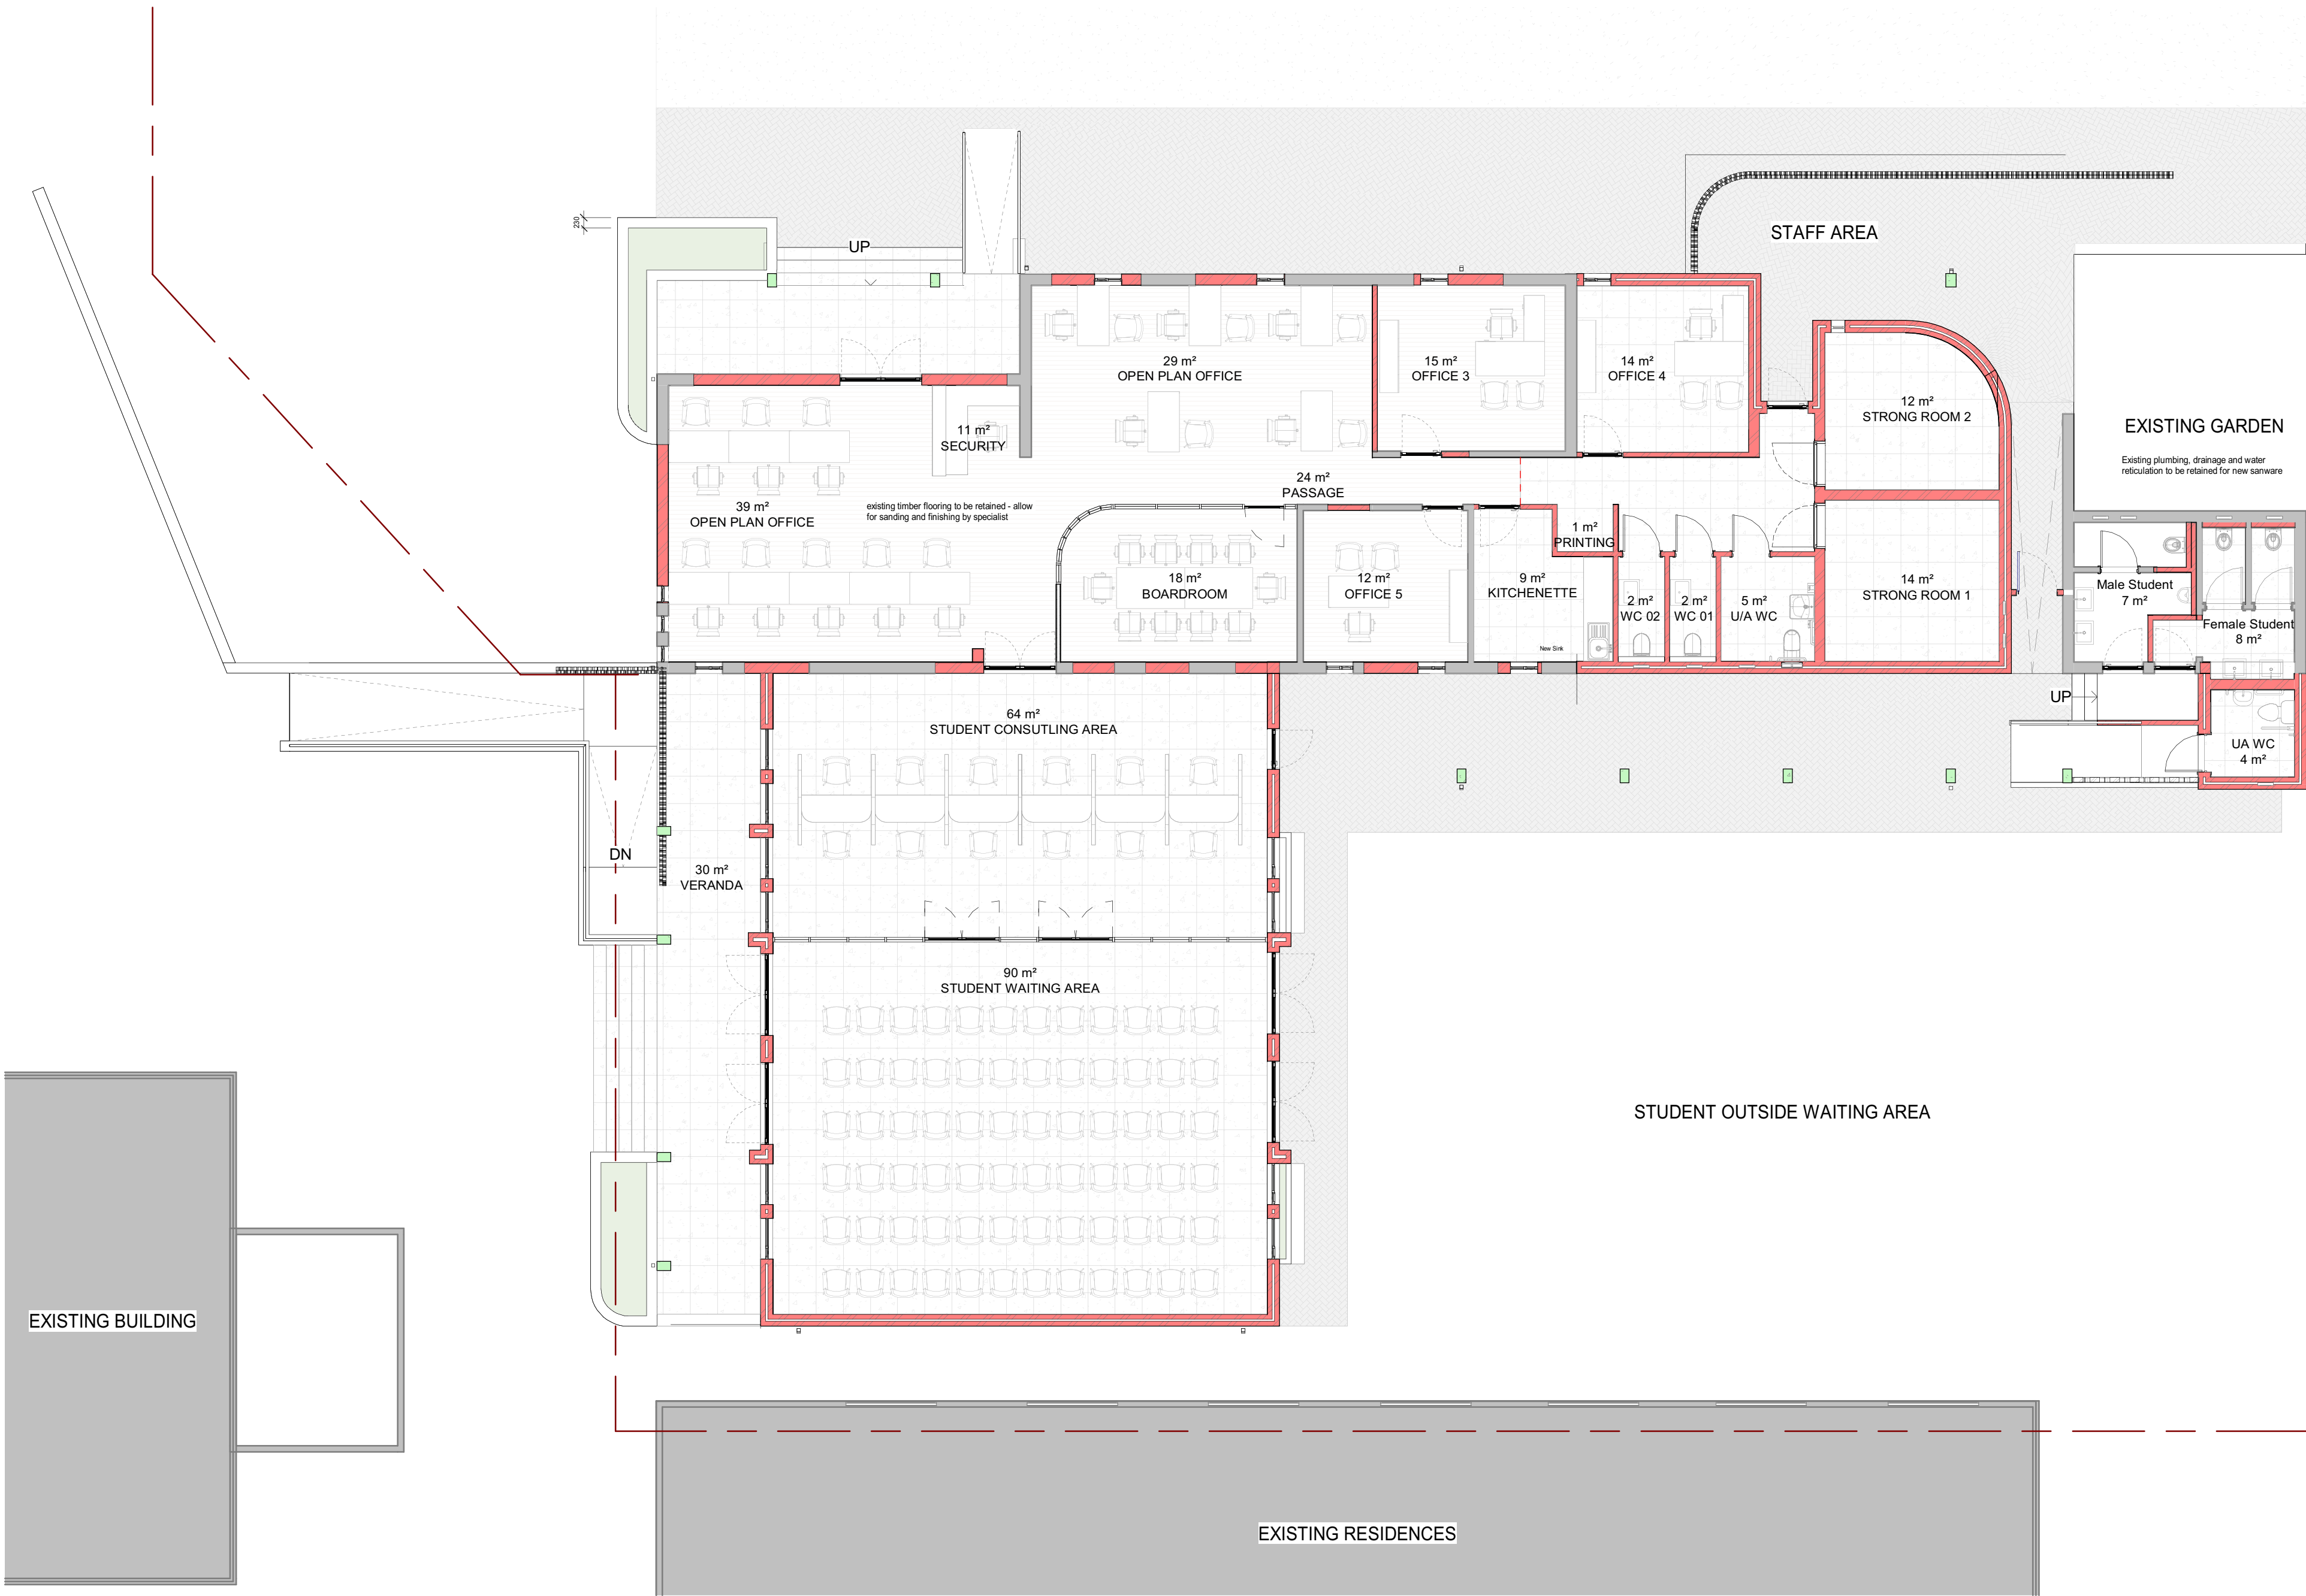 230
UP
STAFF AREA
29 m²
OPEN PLAN OFFICE
15 m²
OFFICE 3
14 m²
OFFICE 4
12 m²
STRONG ROOM 2
EXISTING GARDEN
Existing plumbing, drainage and water
reticulation to be retained for new sanware
11 m²
SECURITY
24 m²
PASSAGE
39 m²
OPEN PLAN OFFICE
existing timber flooring to be retained - allow
for sanding and finishing by specialist
1 m²
PRINTING
18 m²
BOARDROOM
12 m²
OFFICE 5
9 m²
KITCHENETTE
New Sink
2 m²
WC 02
2 m²
WC 01
5 m²
U/A WC
14 m²
STRONG ROOM 1
Male Student
7 m²
Female Student
8 m²
UP
UA WC
4 m²
64 m²
STUDENT CONSUTLING AREA
DN
30 m²
VERANDA
90 m²
STUDENT WAITING AREA
STUDENT OUTSIDE WAITING AREA
EXISTING BUILDING
EXISTING RESIDENCES